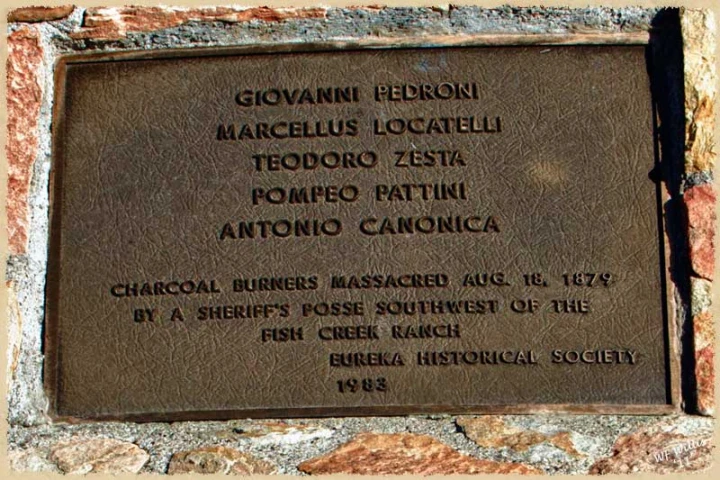 GIOVANNI PEDRONI
MARCELLUS LOCATELLI
TEODORO ZESTA
POMPEO PATTINI
ANTONIO CANONICA
CHARCOAL BURNERS MASSACRED AUG. 18, 1879
BY A SHERIFF'S POSSE SOUTHWEST OF THE
FISH CREEK RANCH
EUREKA HISTORICAL SOCIETY
1983